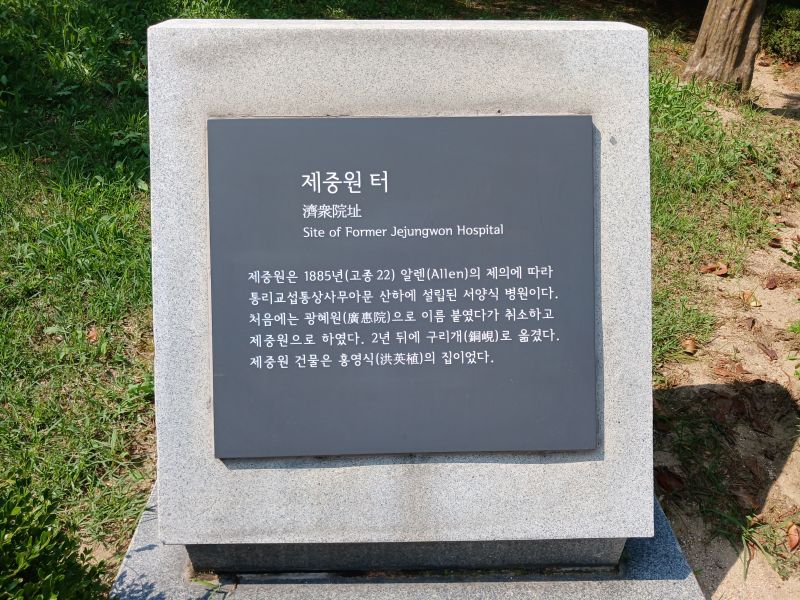 제중원 터
濟衆院址
Site of Former Jejungwon Hospital
제중원은 1885년(고종 22) 알렌(Allen)의 제의에 따라
통리교섭통상사무아문 산하에 설립된 서양식 병원이다.
처음에는 광혜원(廣惠院)으로 이름 붙였다가 취소하고
제중원으로 하였다. 2년 뒤에 구리개(銅峴)로 옮겼다.
제중원 건물은 홍영식(洪英植)의 집이었다.